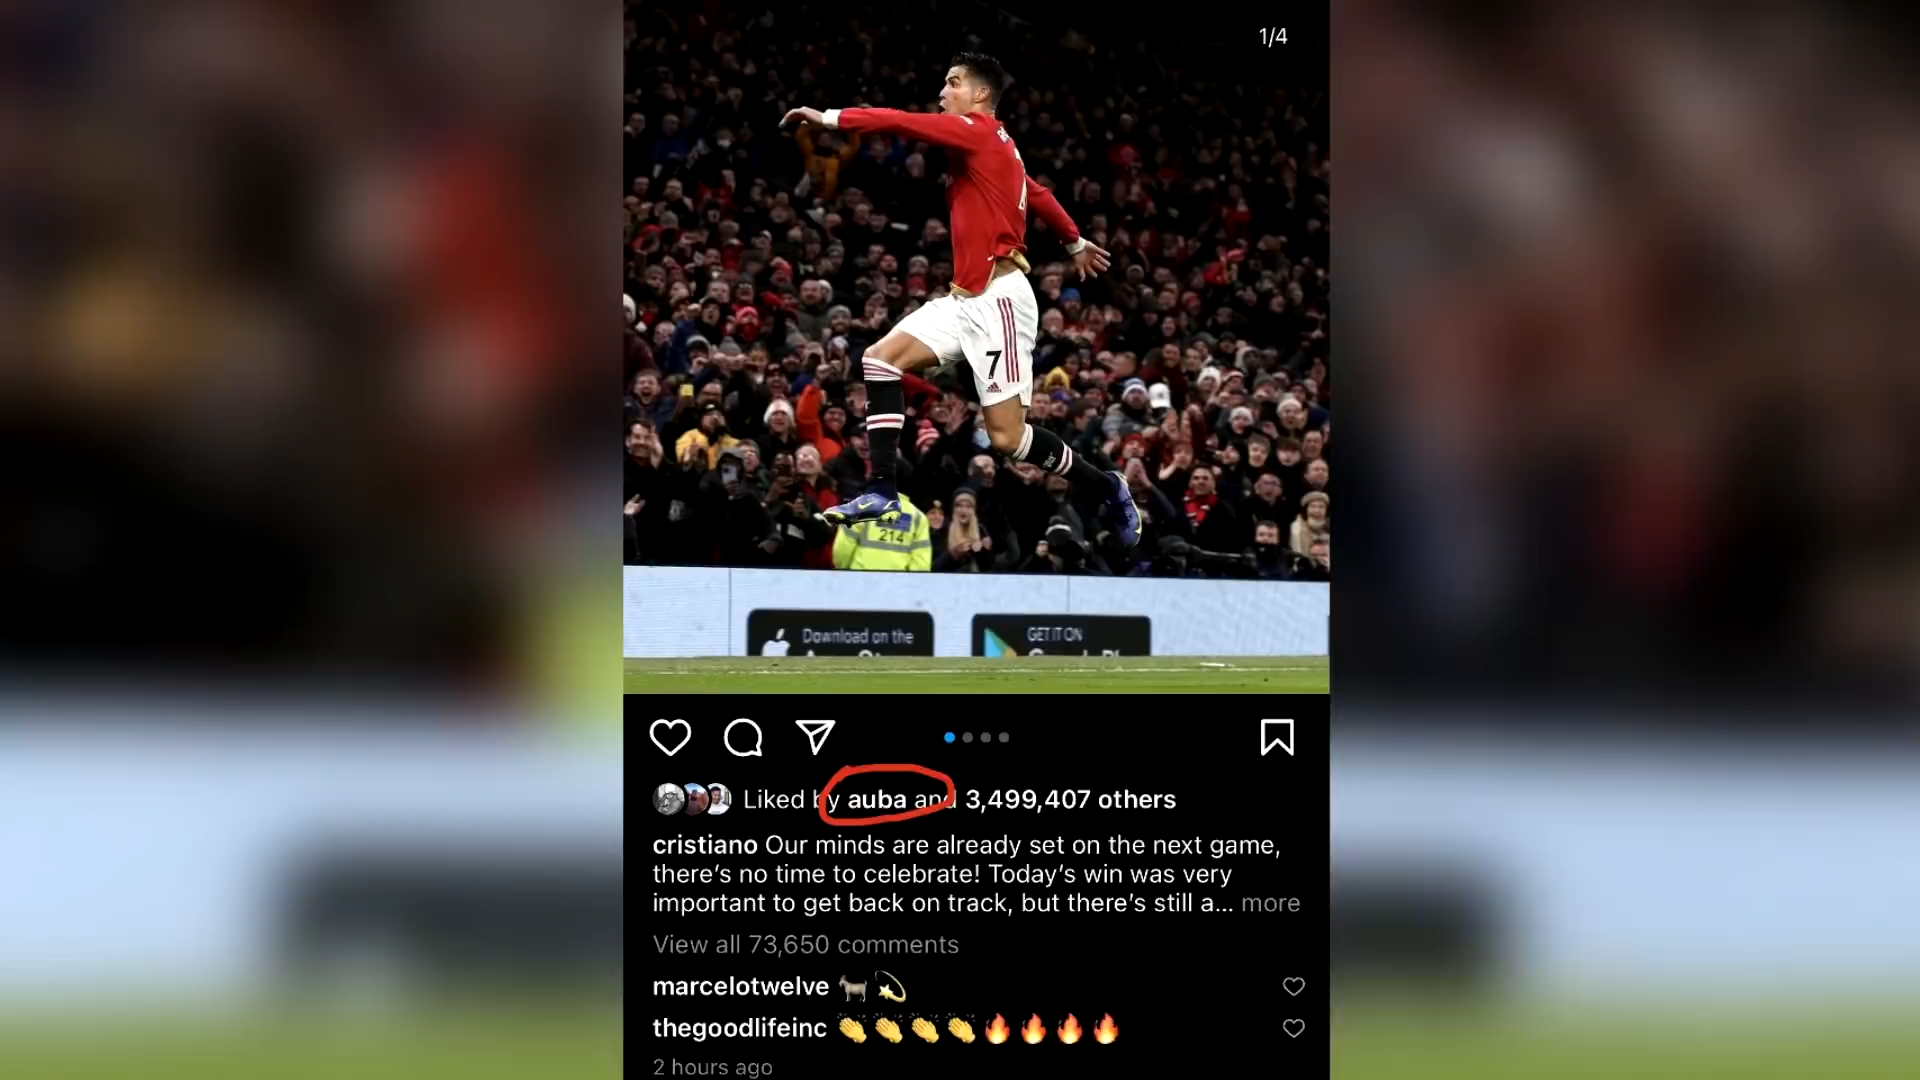 1/4
7
7
214
Download on the
GET IT ON
Liked by auba and 3,499,407 others
cristiano Our minds are already set on the next game,
there's no time to celebrate! Today's win was very
important to get back on track, but there's still a... more
View all 73,650 comments
marcelotwelve 🐐 💫
thegoodlifeinc 👏👏👏👏🔥🔥🔥🔥
2 hours ago